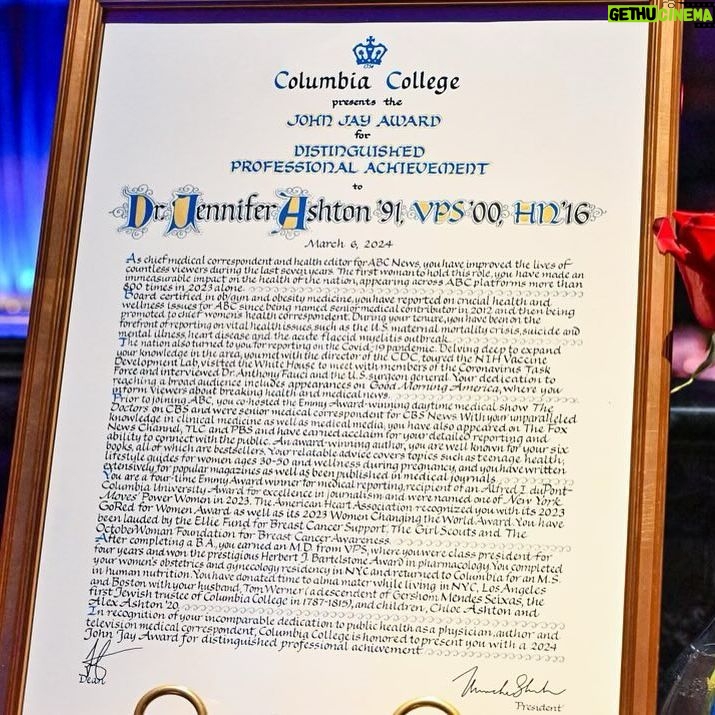 GETHUCINEMA
Columbia College
presents the
JOHN JAY AWARD
for
DISTINGUISHED
PROFESSIONAL ACHIEVEMENT
to
Dr. Jennifer Ashton '91, VPS '00, HN '16
March 6, 2024
As chief medical correspondent and health editor for ABC News, you have improved the lives of
countless viewers during the last seven years. The first woman to hold this role, you have made an
immeasurable impact on the health of the nation, appearing across ABC platforms more than
800 times in 2023 alone.
Board certified in ob/gyn and obesity medicine, you have reported on crucial health and
wellness issues for ABC since being named senior medical contributor in 2012 and then being
promoted to chief women's health correspondent. During your tenure, you have been on the
forefront of reporting on vital health issues, such as the U.S. maternal mortality crisis, suicide and
mental illness, heart disease and the acute flaccid myelitis outbreak.
The nation also turned to you for reporting on the Covid-19 pandemic. Delving deep to expand
your knowledge in the area, you met with the director of the CDC, toured the NIH Vaccine
Development Lab, visited the White House to meet with members of the Coronavirus Task
Force and interviewed Dr. Anthony Fauci and the U.S. surgeon general. Your dedication to
reaching a broad audience includes appearances on Good Morning America, where you
inform viewers about breaking health and medical news.
Prior to joining ABC, you co-hosted the Emmy Award-winning daytime medical show The
Doctors on CBS and were senior medical correspondent for CBS News. With your unparalleled
knowledge in clinical medicine as well as medical media, you have also appeared on The Fox
News Channel, TLC and PBS and have earned acclaim for your detailed reporting and
ability to connect with the public. An award-winning author, you are well known for your six
books, all of which are bestsellers. Your relatable advice covers topics such as teenage health,
lifestyle guides for women ages 30-50 and wellness during pregnancy, and you have written
extensively for popular magazines as well as been published in medical journals.
You are a four-time Emmy Award winner for medical reporting, recipient of an Alfred I. duPont-
Columbia University Award for excellence in journalism and were named one of New York
Moves' Power Women in 2023. The American Heart Association recognized you with its 2023
GoRed for Women Award as well as its 2023 Women Changing the World Award. You have
been lauded by the Ellie Fund for Breast Cancer Support, The Girl Scouts and The
OctoberWoman Foundation for Breast Cancer Awareness.
After completing a B.A., you earned an M.D. from VPS, where you were class president for
four years and won the prestigious Herbert J. Bartelstone Award in pharmacology. You completed
your women's obstetrics and gynecology residency in NYC and returned to Columbia for an M.S.
in human nutrition. You have donated time to alma mater while living in NYC, Los Angeles
and Boston with your husband, Tom Werner (a descendent of Gershom Mendes Seixas, the
first Jewish trustee of Columbia College in 1787-1815), and children, Chloe Ashton and
Alex Ashton '20.
In recognition of your incomparable dedication to public health as a physician, author and
television medical correspondent, Columbia College is honored to present you with a 2024
John Jay Award for distinguished professional achievement.
Dean
President